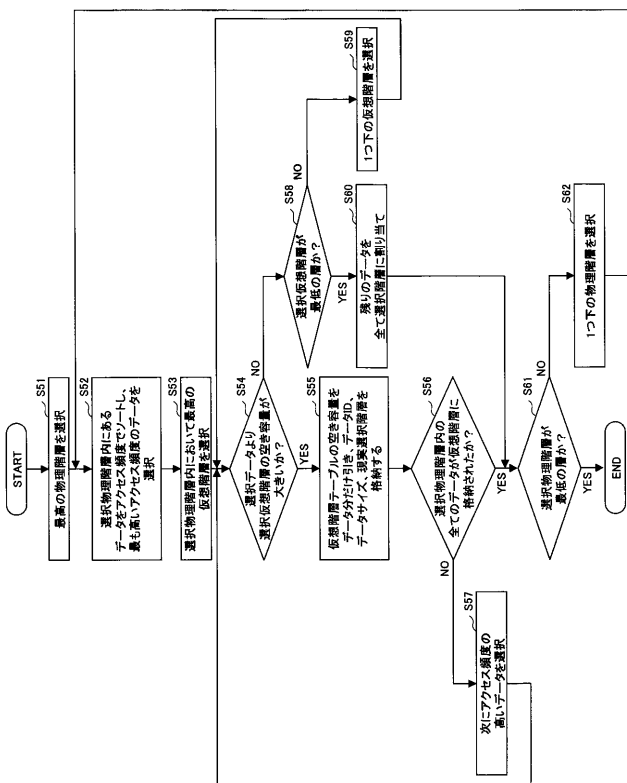 START
S51
最高の物理階層を選択
S52
選択物理階層内にある
データをアクセス頻度でソートし、
最も高いアクセス頻度のデータを
選択
S53
選択物理階層内において最高の
仮想階層を選択
S54
選択データより
選択仮想階層の空き容量が
大きいか？
NO
YES
S55
仮想階層テーブルの空き容量を
データ分だけ引き、データID、
データサイズ、現実選択階層を
格納する
S56
選択物理階層内の
全てのデータが仮想階層に
格納されたか？
NO
YES
S57
次にアクセス頻度の
高いデータを選択
S58
選択仮想階層が
最低の層か？
NO
YES
S59
1つ下の仮想階層を選択
S60
残りのデータを
全て選択階層に割り当て
S61
選択物理階層が
最低の層か？
NO
YES
S62
1つ下の物理階層を選択
END